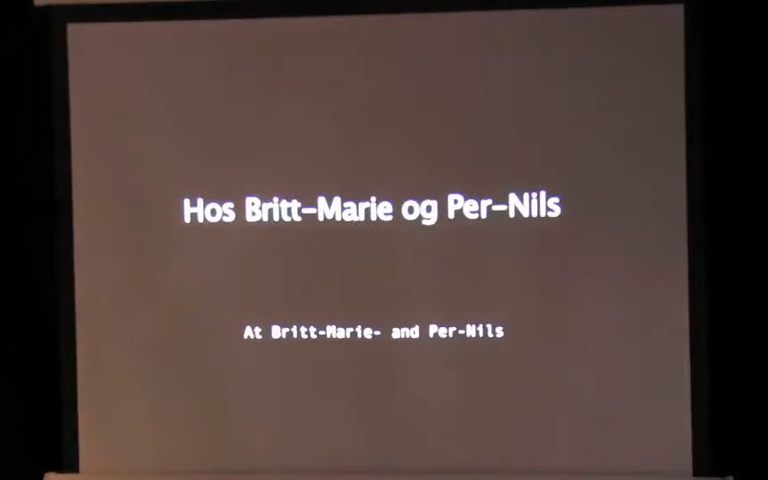 Hos Britt-Marie og Per-Nils
At Britt-Marie- and Per-Nils